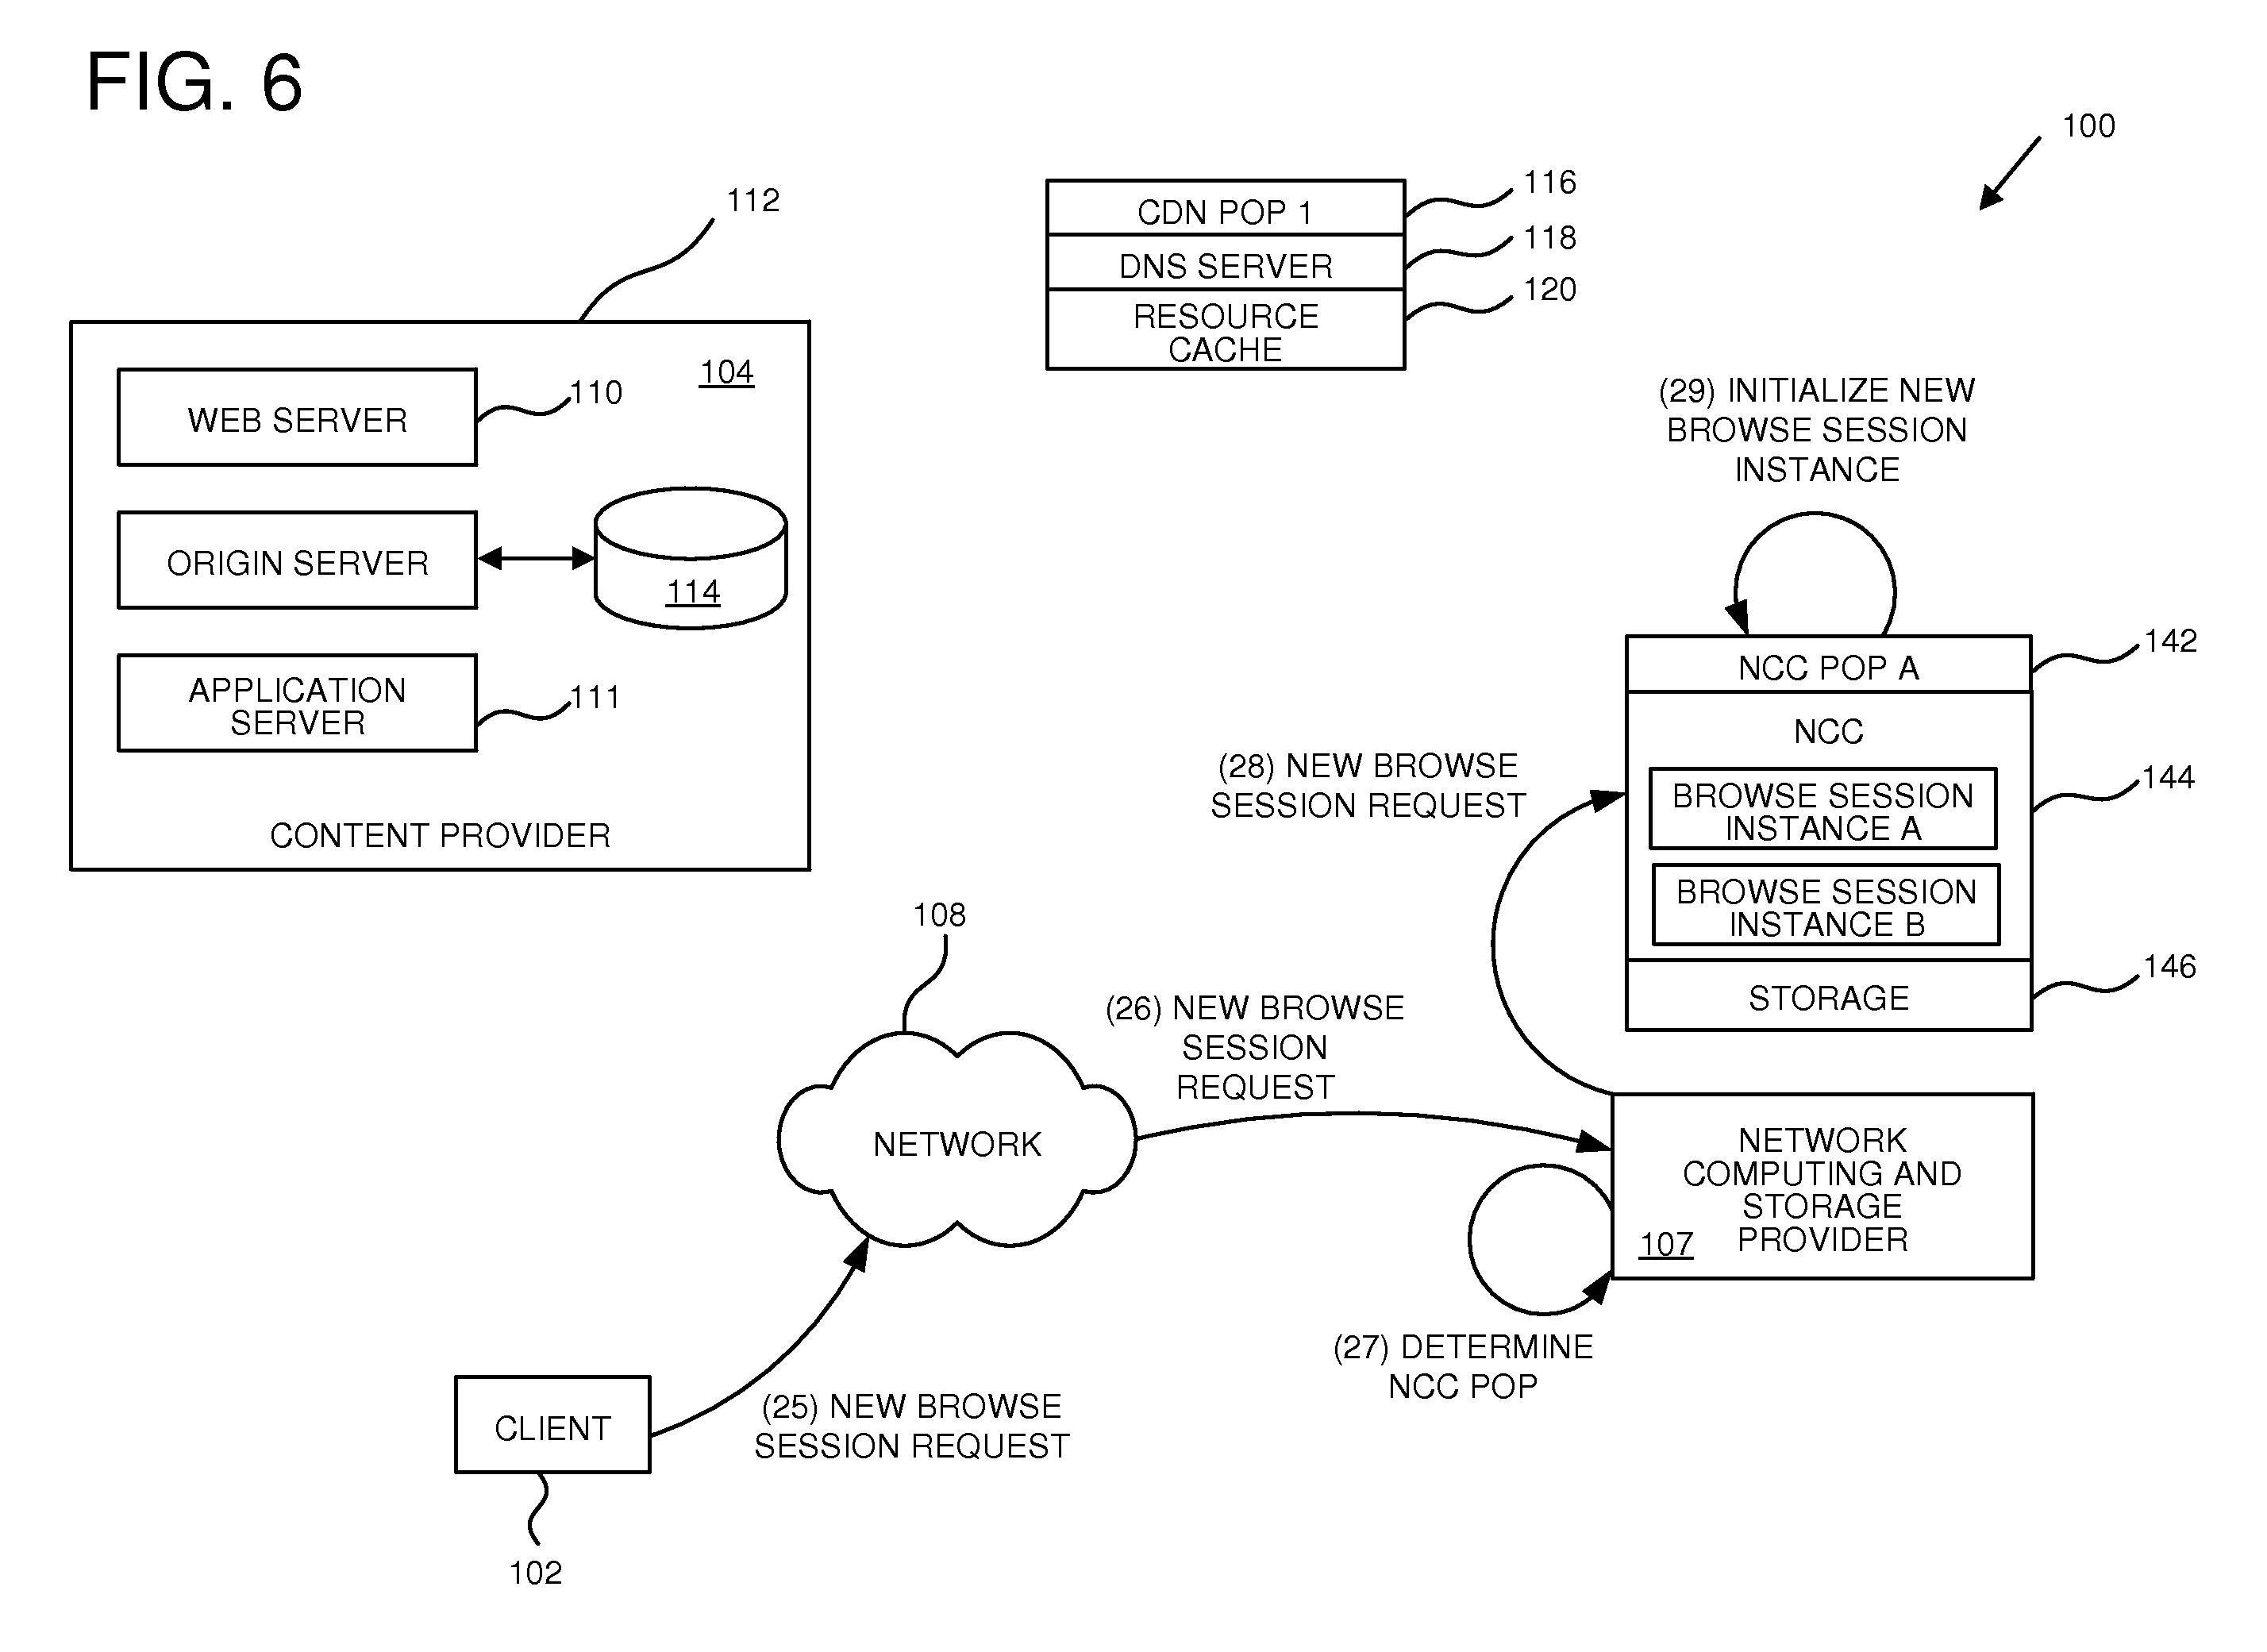 FIG. 6
100
112
104
WEB SERVER
110
ORIGIN SERVER
114
APPLICATION
SERVER
111
CONTENT PROVIDER
CDN POP 1
116
DNS SERVER
118
RESOURCE
CACHE
120
(29) INITIALIZE NEW
BROWSE SESSION
INSTANCE
NCC POP A
142
NCC
BROWSE SESSION
INSTANCE A
144
BROWSE SESSION
INSTANCE B
STORAGE
146
(28) NEW BROWSE
SESSION REQUEST
108
NETWORK
(26) NEW BROWSE
SESSION
REQUEST
NETWORK
COMPUTING AND
STORAGE
PROVIDER
107
(27) DETERMINE
NCC POP
CLIENT
102
(25) NEW BROWSE
SESSION REQUEST